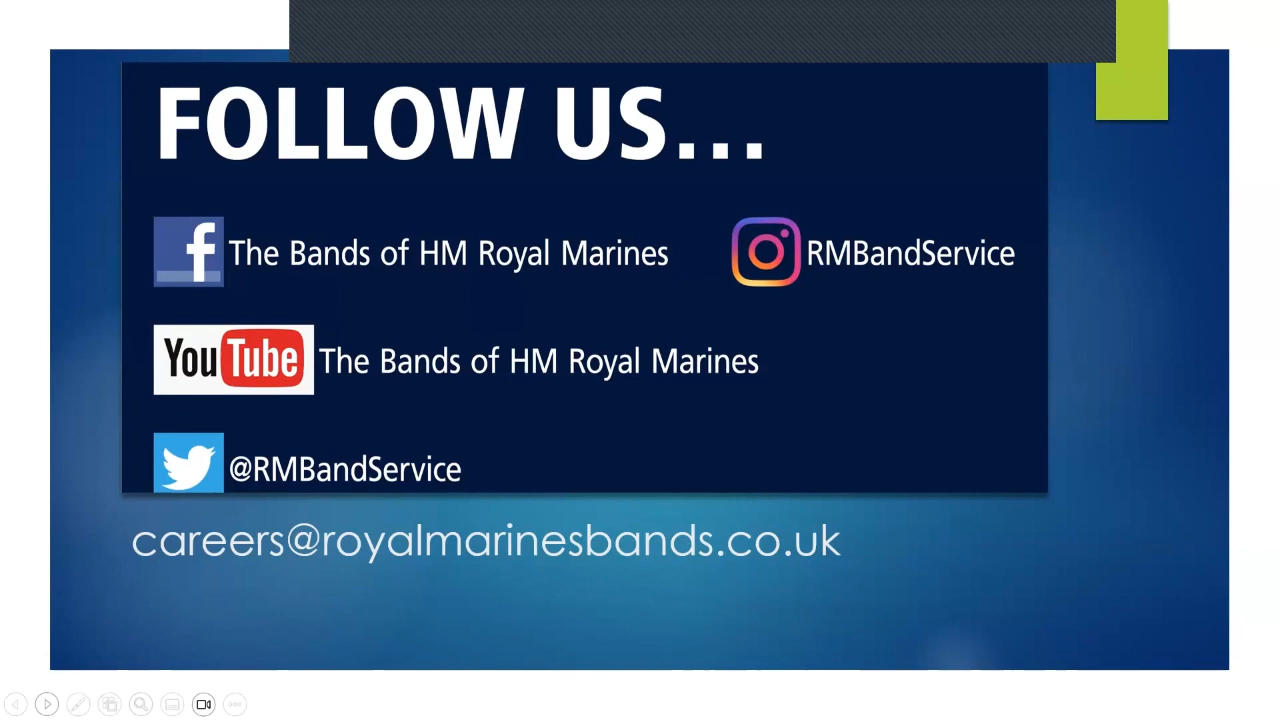 FOLLOW US...
f The Bands of HM Royal Marines
RMBandService
YouTube The Bands of HM Royal Marines
@RMBandService
careers@royalmarinesbands.co.uk